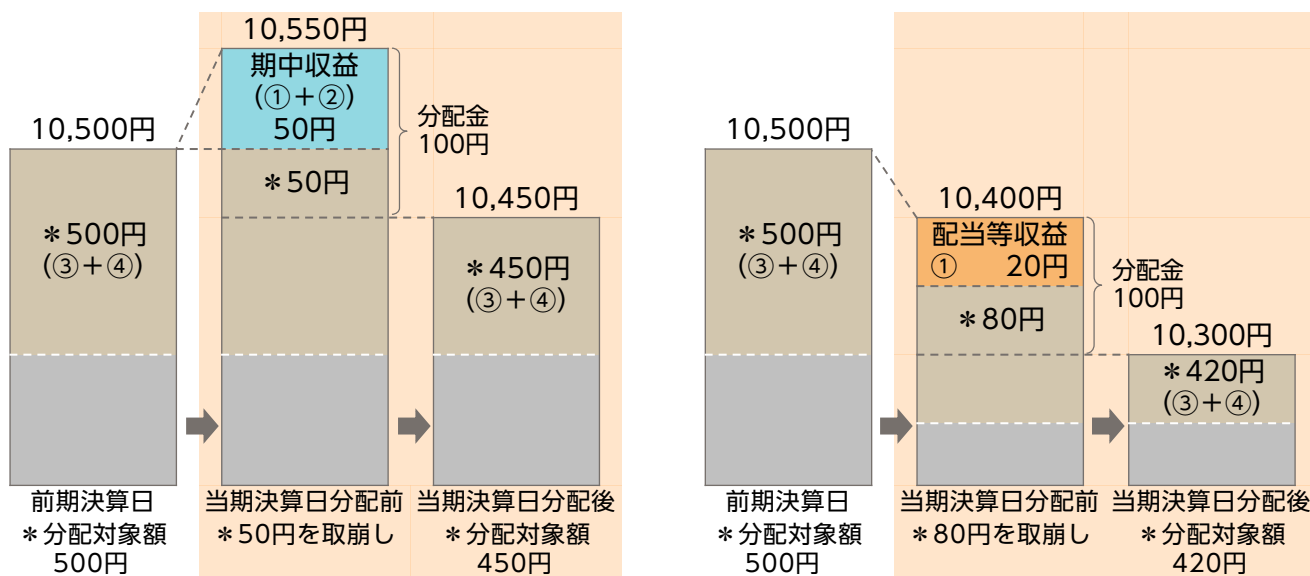 10,550円
期中収益
(①＋②)
50円
分配金
100円
10,500円
＊50円
10,450円
＊500円
(③＋④)
＊450円
(③＋④)
前期決算日
＊分配対象額
500円
当期決算日分配前
＊50円を取崩し
当期決算日分配後
＊分配対象額
450円
10,500円
10,400円
配当等収益
① 20円
分配金
100円
＊500円
(③＋④)
＊80円
10,300円
＊420円
(③＋④)
前期決算日
＊分配対象額
500円
当期決算日分配前
＊80円を取崩し
当期決算日分配後
＊分配対象額
420円